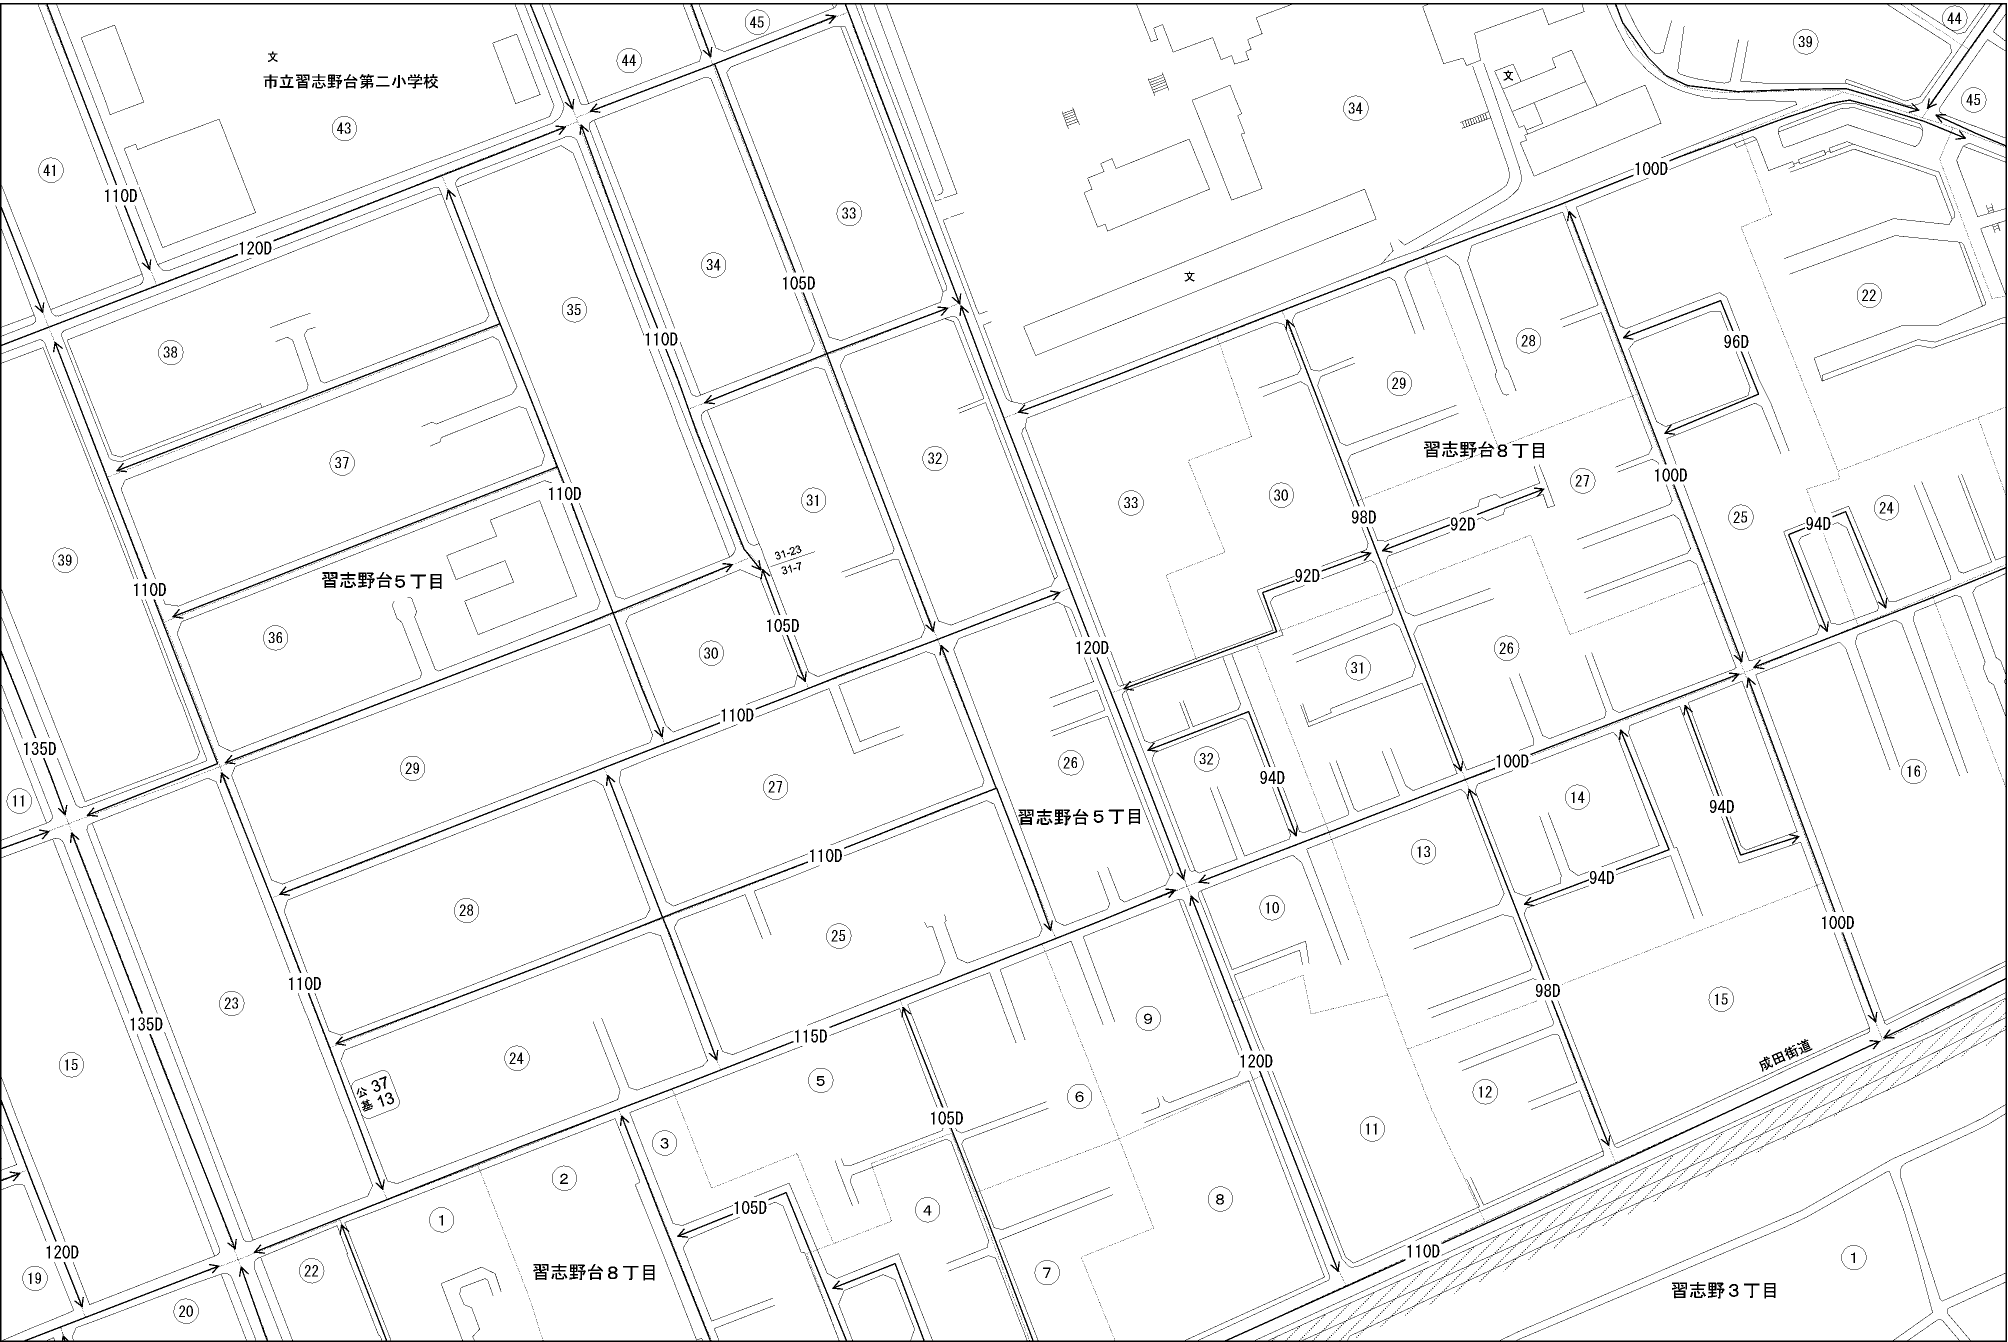 45
44
39
44
文
市立習志野台第二小学校
文
45
34
43
41
110D
100D
33
120D
34
文
105D
22
35
110D
96D
28
38
29
習志野台8丁目
32
37
100D
27
110D
30
31
33
24
25
98D
92D
94D
31-23
31-7
39
習志野台5丁目
92D
110D
105D
36
30
120D
26
31
110D
135D
32
100D
26
29
16
94D
27
11
14
94D
習志野台5丁目
13
110D
94D
28
10
100D
25
110D
98D
15
23
9
135D
115D
24
120D
成田街道
15
5
公 37
基 13
12
6
105D
11
3
2
8
105D
4
1
110D
120D
22
習志野台8丁目
7
1
19
習志野3丁目
20